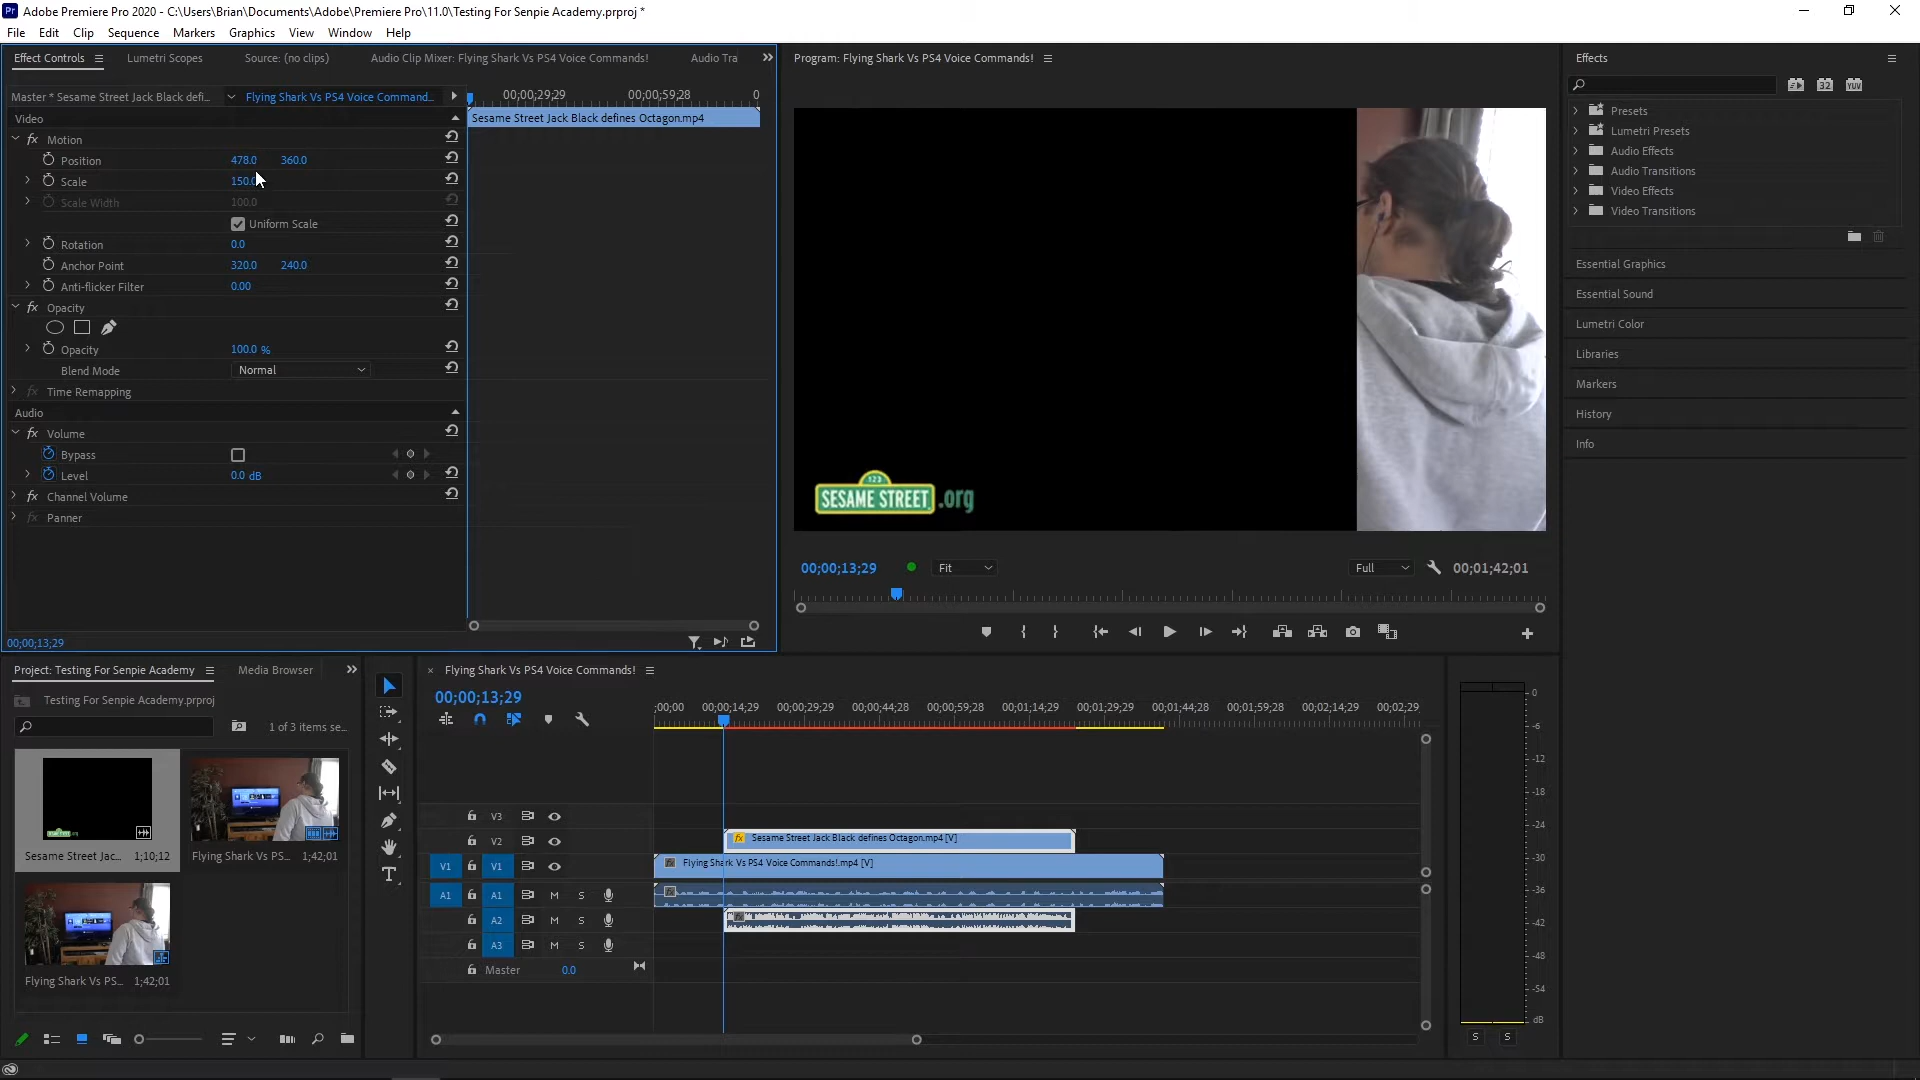 Adobe Premiere Pro 2020 - C:\Users\Brian\Documents\Adobe\Premiere Pro\11.0\Testing For Senpie Academy.prproj *
File Edit Clip Sequence Markers Graphics View Window Help
Effect Controls Lumetri Scopes Source: (no clips) Audio Clip Mixer: Flying Shark Vs PS4 Voice Commands! Audio Tra
Master * Sesame Street Jack Black defi... Flying Shark Vs PS4 Voice Command...
00;00;29;29 00;00;59;28 0
Video
Sesame Street Jack Black defines Octagon.mp4
Motion
Position 478.0 360.0
Scale 150.0
Scale Width 100.0
Uniform Scale
Rotation 0.0
Anchor Point 320.0 240.0
Anti-flicker Filter 0.00
Opacity
Opacity 100.0 %
Blend Mode Normal
Time Remapping
Audio
Volume
Bypass
Level 0.0 dB
Channel Volume
Panner
00;00;13;29
Program: Flying Shark Vs PS4 Voice Commands!
123
SESAME STREET .org
00;00;13;29 Fit Full 00;01;42;01
Effects
32 YUV
Presets
Lumetri Presets
Audio Effects
Audio Transitions
Video Effects
Video Transitions
Essential Graphics
Essential Sound
Lumetri Color
Libraries
Markers
History
Info
Project: Testing For Senpie Academy Media Browser
Testing For Senpie Academy.prproj
1 of 3 items se...
Sesame Street Jac... 1;10;12
Flying Shark Vs PS... 1;42;01
Flying Shark Vs PS... 1;42;01
Flying Shark Vs PS4 Voice Commands!
00;00;13;29
;00;00 00;00;14;29 00;00;29;29 00;00;44;28 00;00;59;28 00;01;14;29 00;01;29;29 00;01;44;28 00;01;59;28 00;02;14;29 00;02;29
V3
V2 Sesame Street Jack Black defines Octagon.mp4 [V]
V1 V1 Flying Shark Vs PS4 Voice Commands!.mp4 [V]
A1 A1 M S
A2 M S
A3 M S
Master 0.0
0
-6
-12
-18
-24
-30
-36
-42
-48
-54
dB
S S